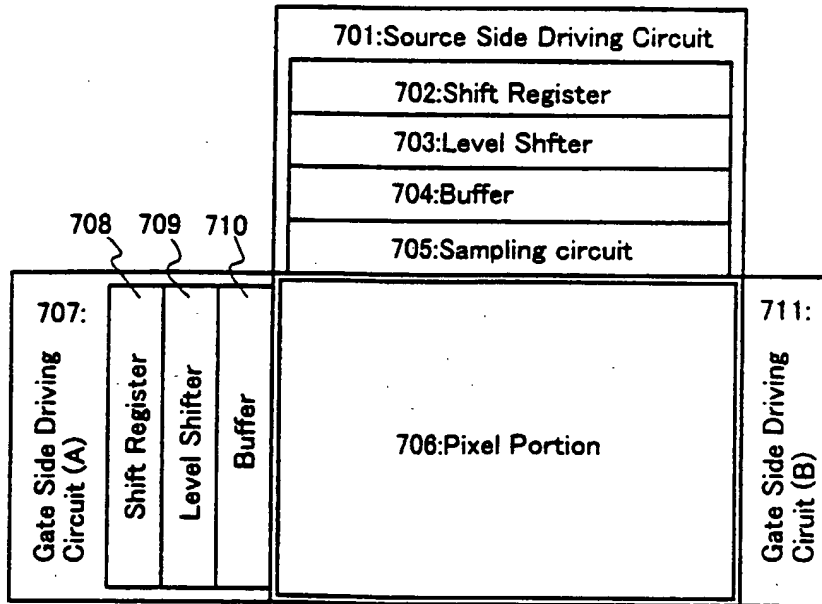 701:Source Side Driving Circuit
702:Shift Register
703:Level Shfter
704:Buffer
705:Sampling circuit
708 709 710
707:
Gate Side Driving
Circuit (A)
Shift Register
Level Shifter
Buffer
706:Pixel Portion
711:
Gate Side Driving
Ciruit (B)